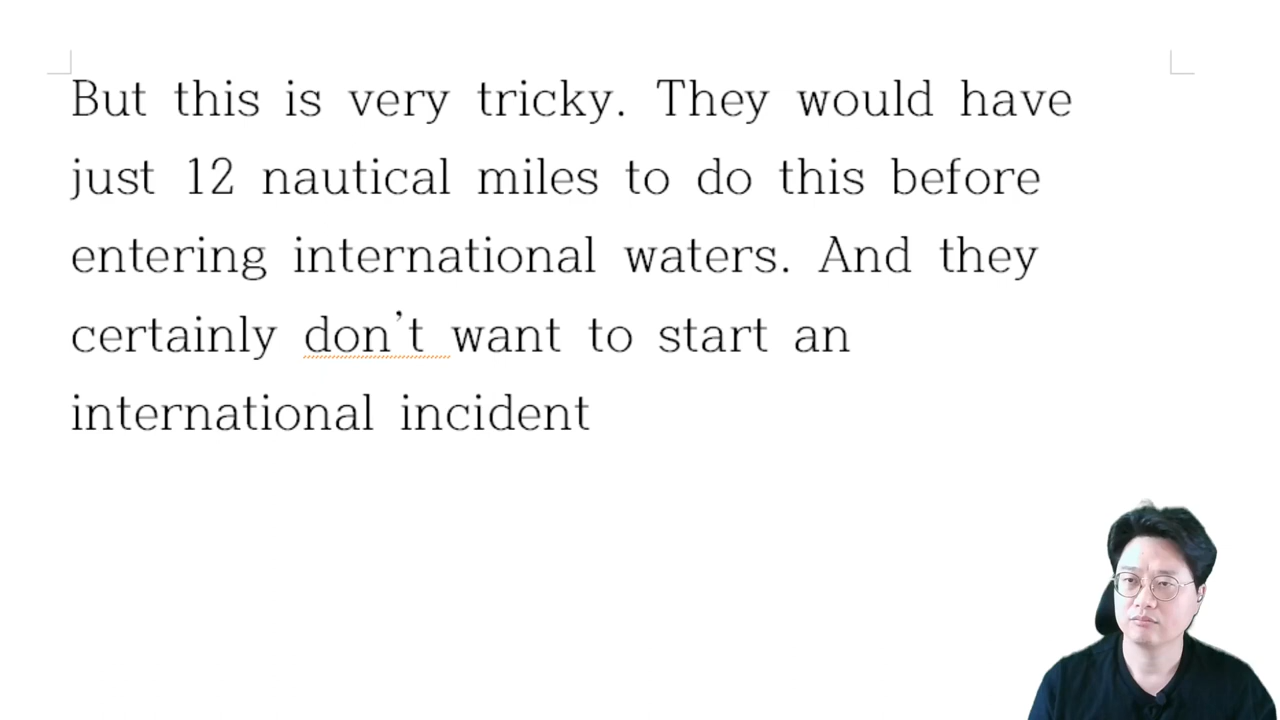 But this is very tricky. They would have
just 12 nautical miles to do this before
entering international waters. And they
certainly don't want to start an
international incident